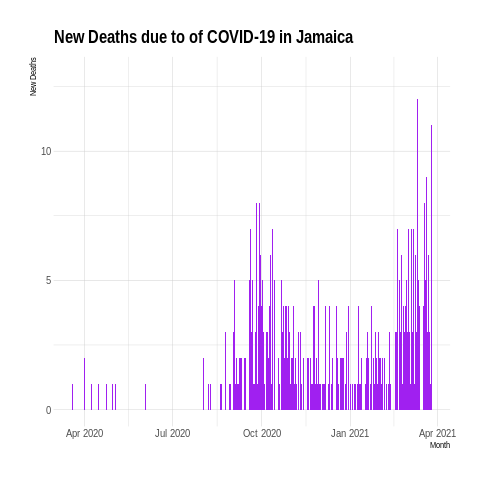 New Deaths due to of COVID-19 in Jamaica
New Deaths
10
5
0
Apr 2020 Jul 2020 Oct 2020 Jan 2021 Apr 2021
Month